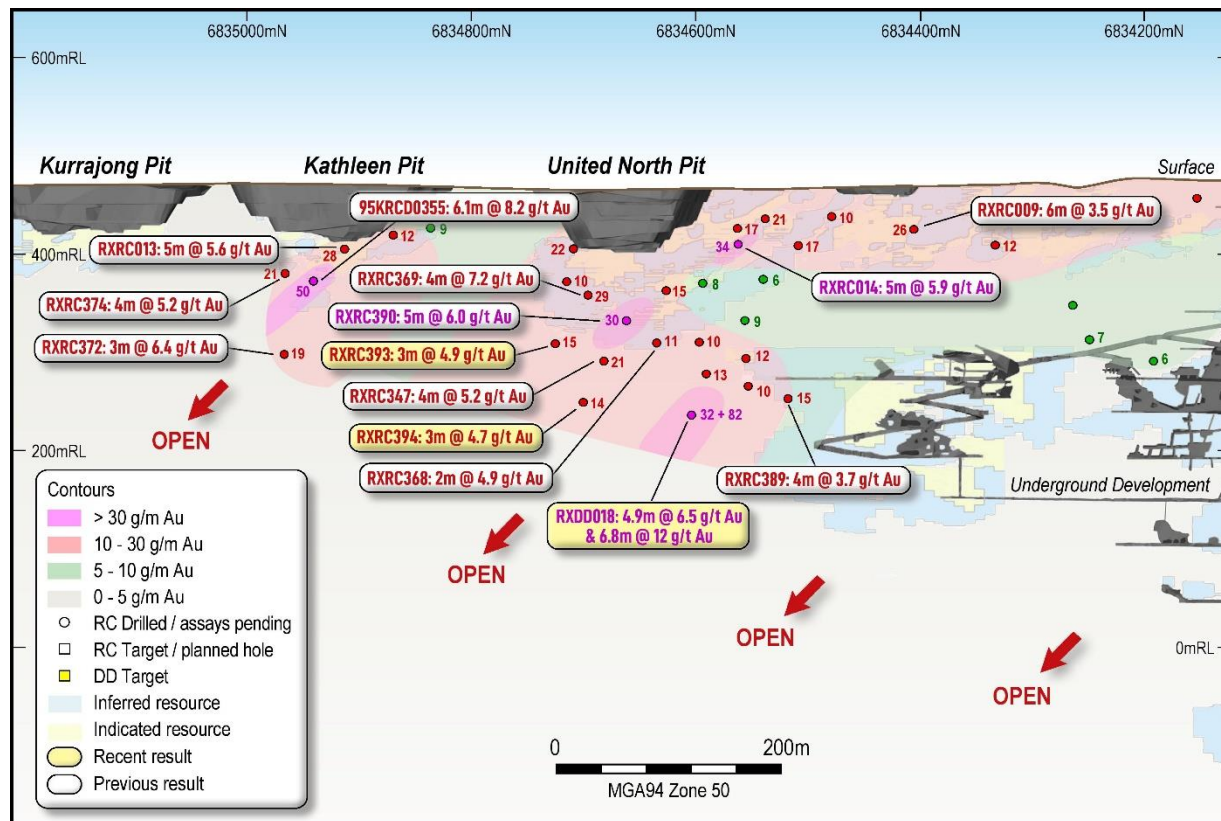 6835000mN
6834800mN
6834600mN
6834400mN
6834200mN
600mRL
Kurrajong Pit
Kathleen Pit
United North Pit
Surface
95KRCD0355: 6.1m @ 8.2 g/t Au
21
10
RXRC009: 6m @ 3.5 g/t Au
12
9
17
26
RXRC013: 5m @ 5.6 g/t Au
28
22
34
17
12
400mRL
21
50
RXRC369: 4m @ 7.2 g/t Au
10
29
15
8
6
RXRC014: 5m @ 5.9 g/t Au
RXRC374: 4m @ 5.2 g/t Au
RXRC390: 5m @ 6.0 g/t Au
30
9
7
RXRC372: 3m @ 6.4 g/t Au
19
RXRC393: 3m @ 4.9 g/t Au
15
11
10
12
6
RXRC347: 4m @ 5.2 g/t Au
21
13
10
15
RXRC394: 3m @ 4.7 g/t Au
14
32 + 82
OPEN
200mRL
RXRC368: 2m @ 4.9 g/t Au
RXRC389: 4m @ 3.7 g/t Au
Underground Development
RXDD018: 4.9m @ 6.5 g/t Au
& 6.8m @ 12 g/t Au
OPEN
OPEN
0mRL
OPEN
Contours
> 30 g/m Au
10 - 30 g/m Au
5 - 10 g/m Au
0 - 5 g/m Au
RC Drilled / assays pending
RC Target / planned hole
DD Target
Inferred resource
Indicated resource
Recent result
Previous result
0
200m
MGA94 Zone 50